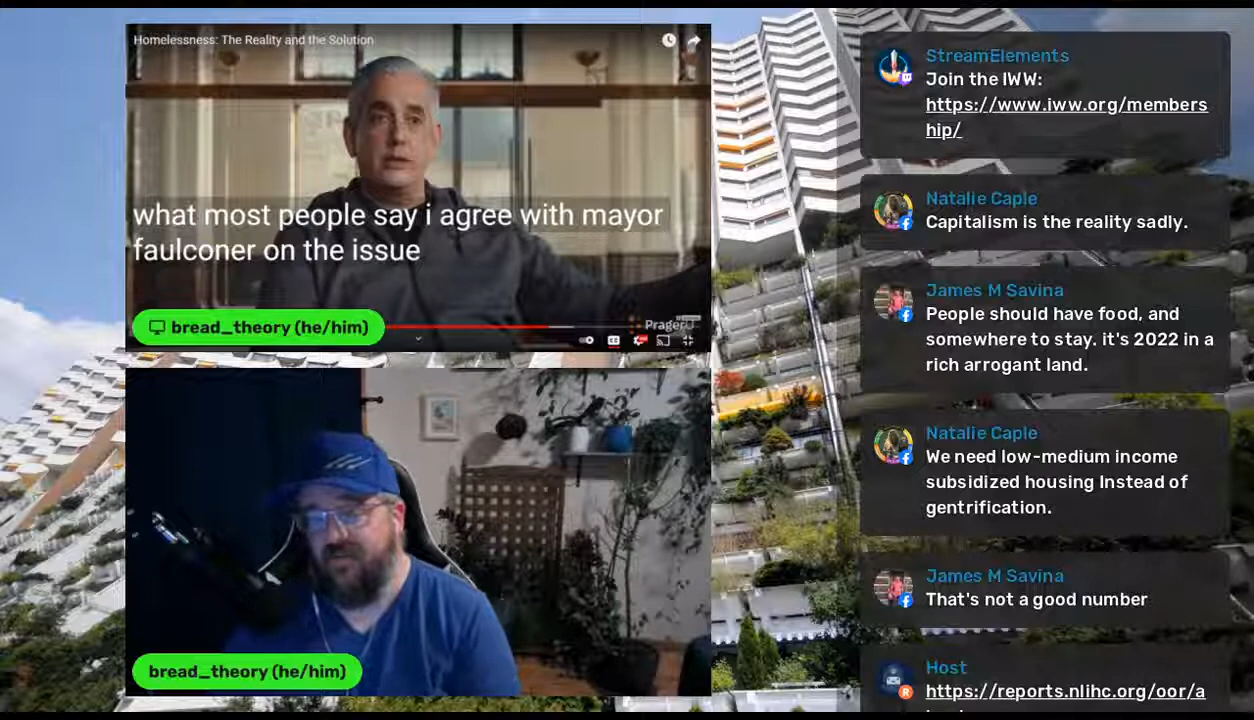 Homelessness: The Reality and the Solution
what most people say i agree with mayor
faulconer on the issue
bread_theory (he/him)
PragerU
CC
bread_theory (he/him)
StreamElements
Join the IWW:
https://www.iww.org/members
hip/
Natalie Caple
Capitalism is the reality sadly.
James M Savina
People should have food, and
somewhere to stay. it's 2022 in a
rich arrogant land.
Natalie Caple
We need low-medium income
subsidized housing Instead of
gentrification.
James M Savina
That's not a good number
Host
https://reports.nlihc.org/oor/a